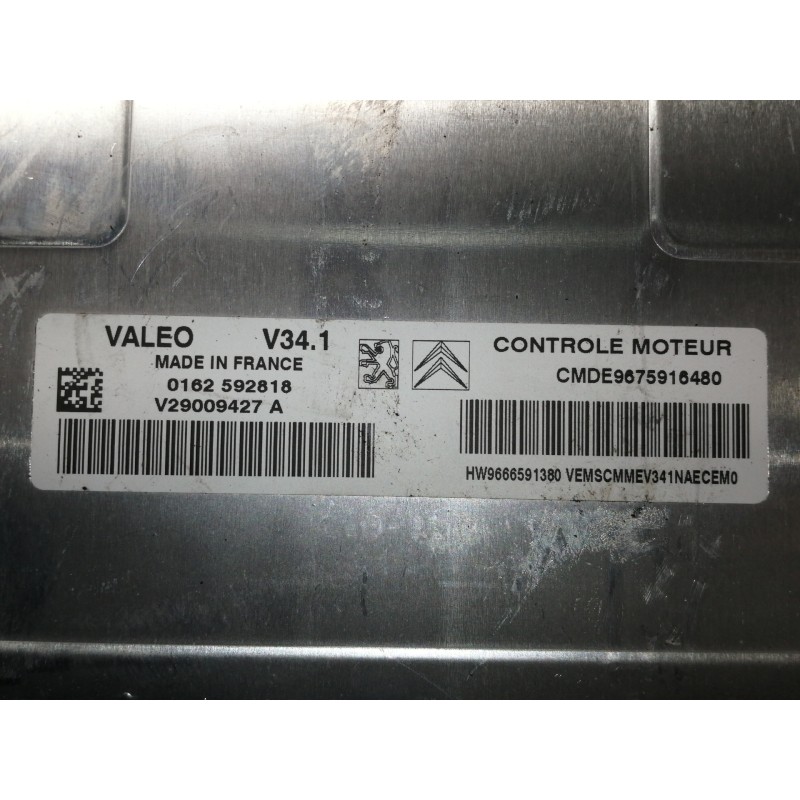 VALEO V34.1
MADE IN FRANCE
0162 592818
V29009427 A
CONTROLE MOTEUR
CMDE9675916480
HW9666591380 VEMSCMMEV341NAECEM0